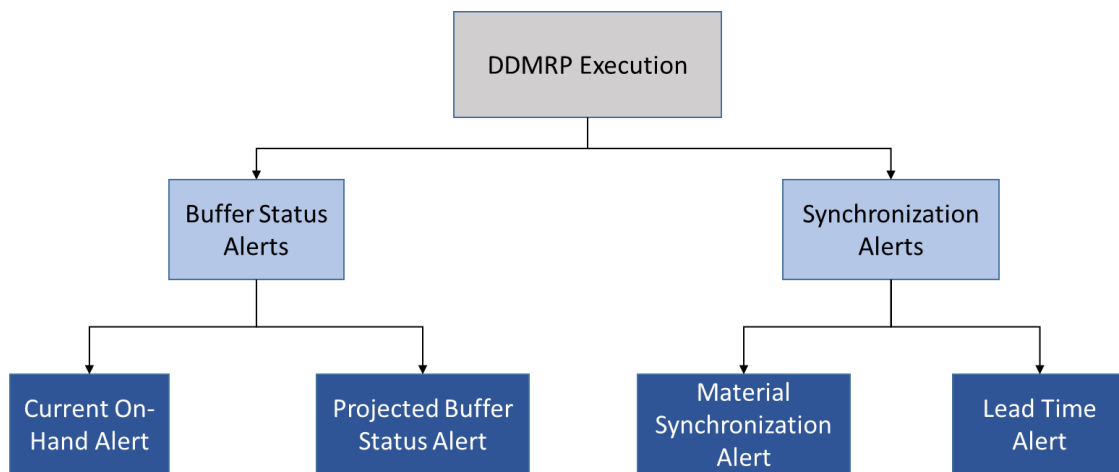 DDMRP Execution
Buffer Status
Alerts
Synchronization
Alerts
Current On-
Hand Alert
Projected Buffer
Status Alert
Material
Synchronization
Alert
Lead Time
Alert